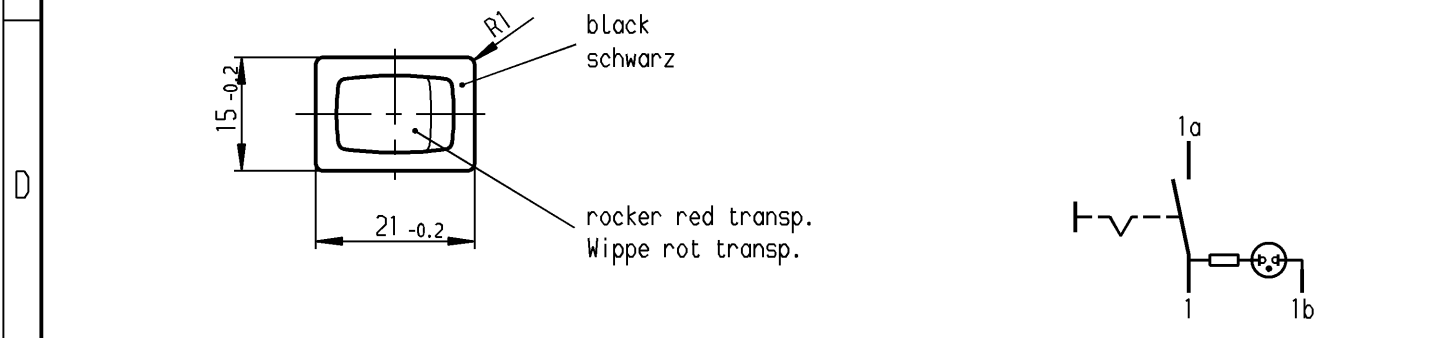 R1
black
schwarz
15 -0.2
D
21 -0.2
rocker red transp.
Wippe rot transp.
1a
1
1b